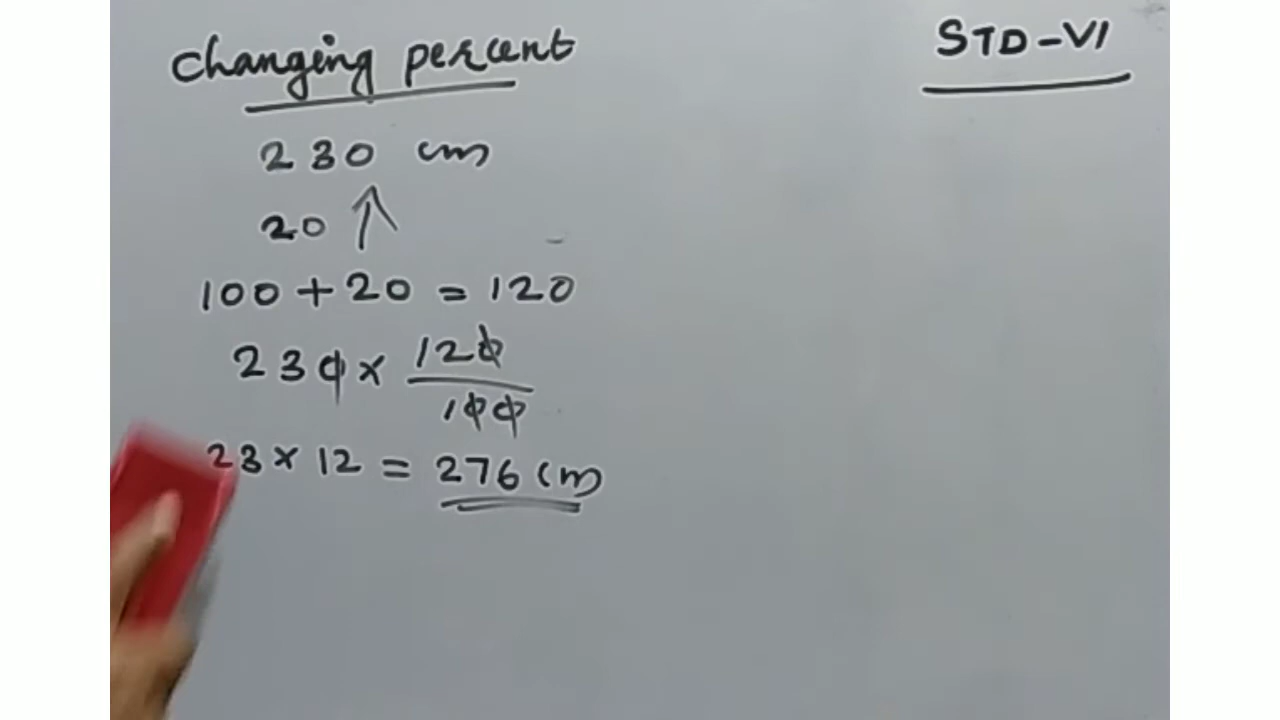 changing percent
STD-VI
230 cm
20 ↑
100 + 20 = 120
230 × 120/100
23 × 12 = 276 cm